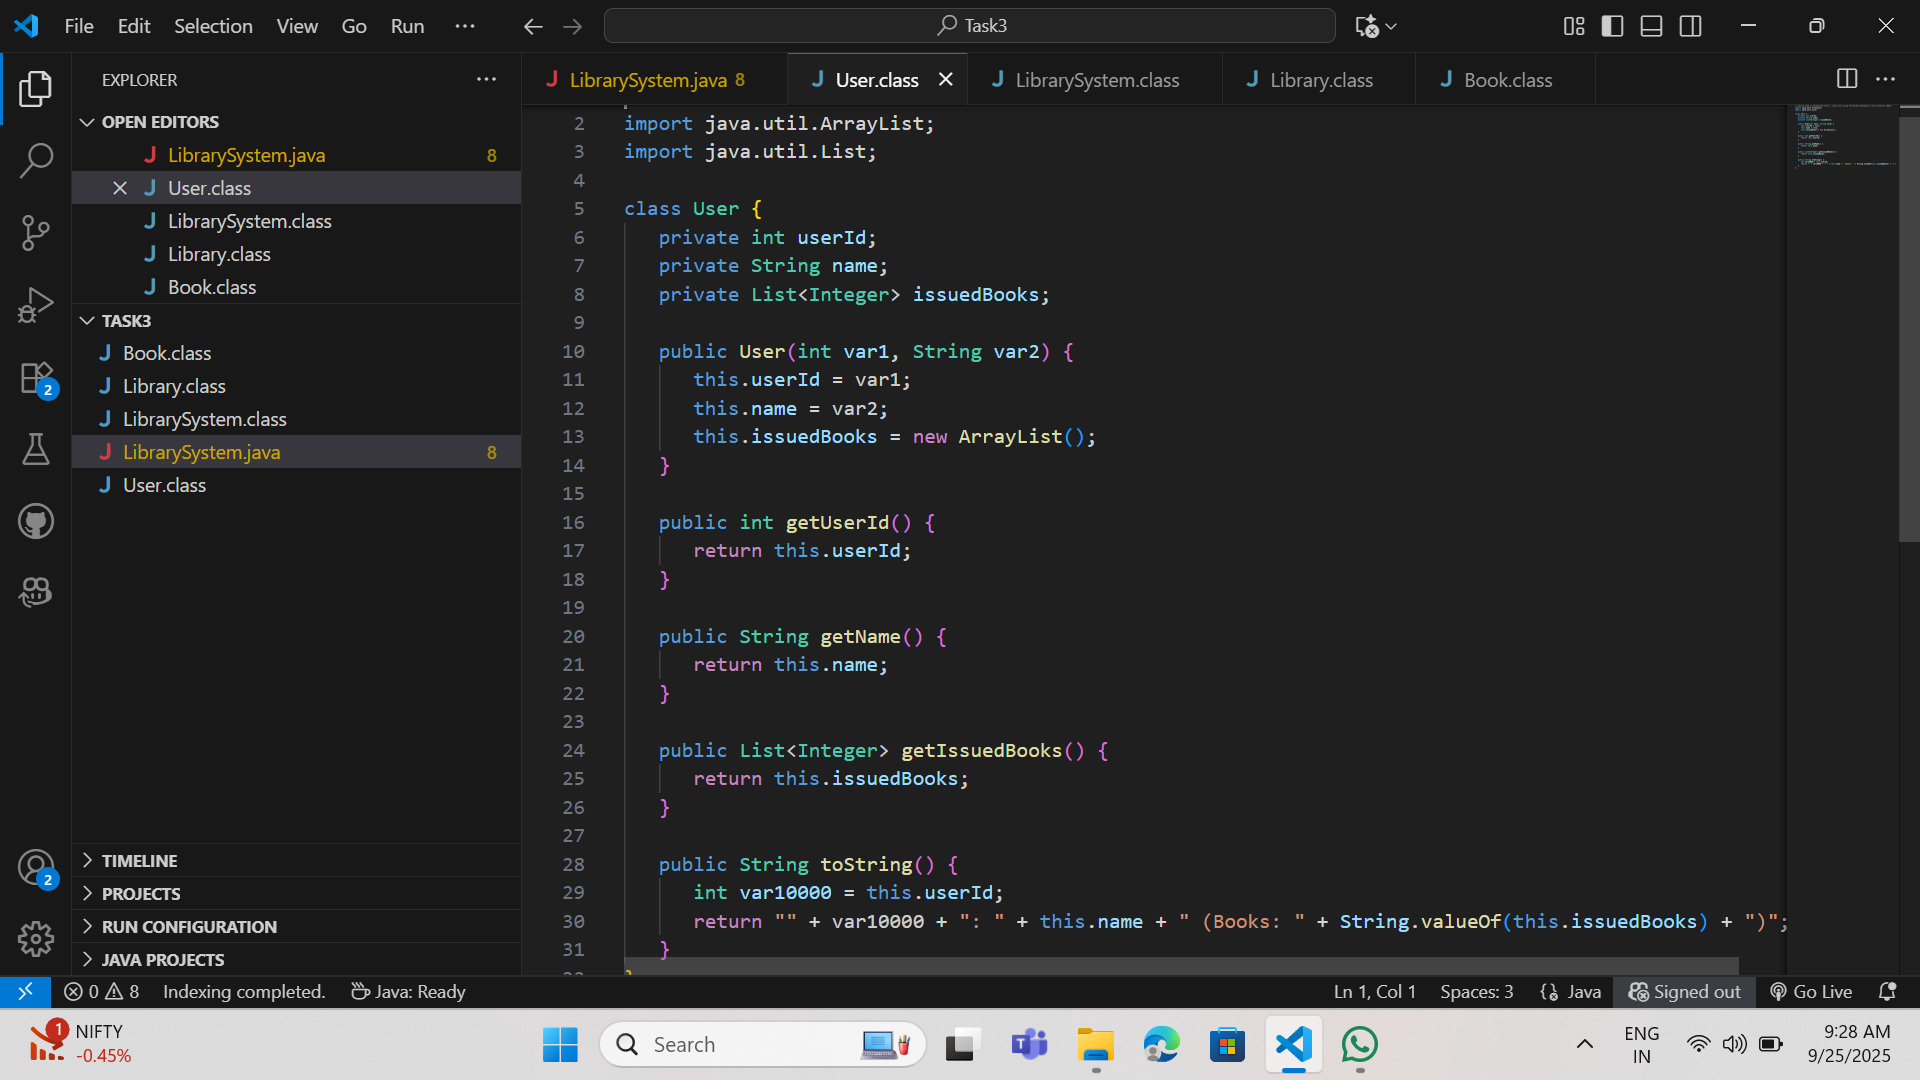 File Edit Selection View Go Run ··· Task3
EXPLORER ···
OPEN EDITORS
LibrarySystem.java 8
User.class
LibrarySystem.class
Library.class
Book.class
TASK3
Book.class
Library.class
LibrarySystem.class
LibrarySystem.java 8
User.class
TIMELINE
PROJECTS
RUN CONFIGURATION
JAVA PROJECTS
2
2
LibrarySystem.java 8 User.class LibrarySystem.class Library.class Book.class
2 import java.util.ArrayList;
3 import java.util.List;
4
5 class User {
6 private int userId;
7 private String name;
8 private List<Integer> issuedBooks;
9
10 public User(int var1, String var2) {
11 this.userId = var1;
12 this.name = var2;
13 this.issuedBooks = new ArrayList();
14 }
15
16 public int getUserId() {
17 return this.userId;
18 }
19
20 public String getName() {
21 return this.name;
22 }
23
24 public List<Integer> getIssuedBooks() {
25 return this.issuedBooks;
26 }
27
28 public String toString() {
29 int var10000 = this.userId;
30 return "" + var10000 + ": " + this.name + " (Books: " + String.valueOf(this.issuedBooks) + ")";
31 }
0 8 Indexing completed. Java: Ready Ln 1, Col 1 Spaces: 3 Java Signed out Go Live
1 NIFTY
-0.45%
Search
ENG
IN
9:28 AM
9/25/2025